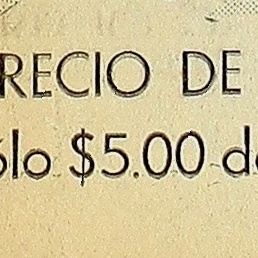 RECIO DE
ólo $5.00 d